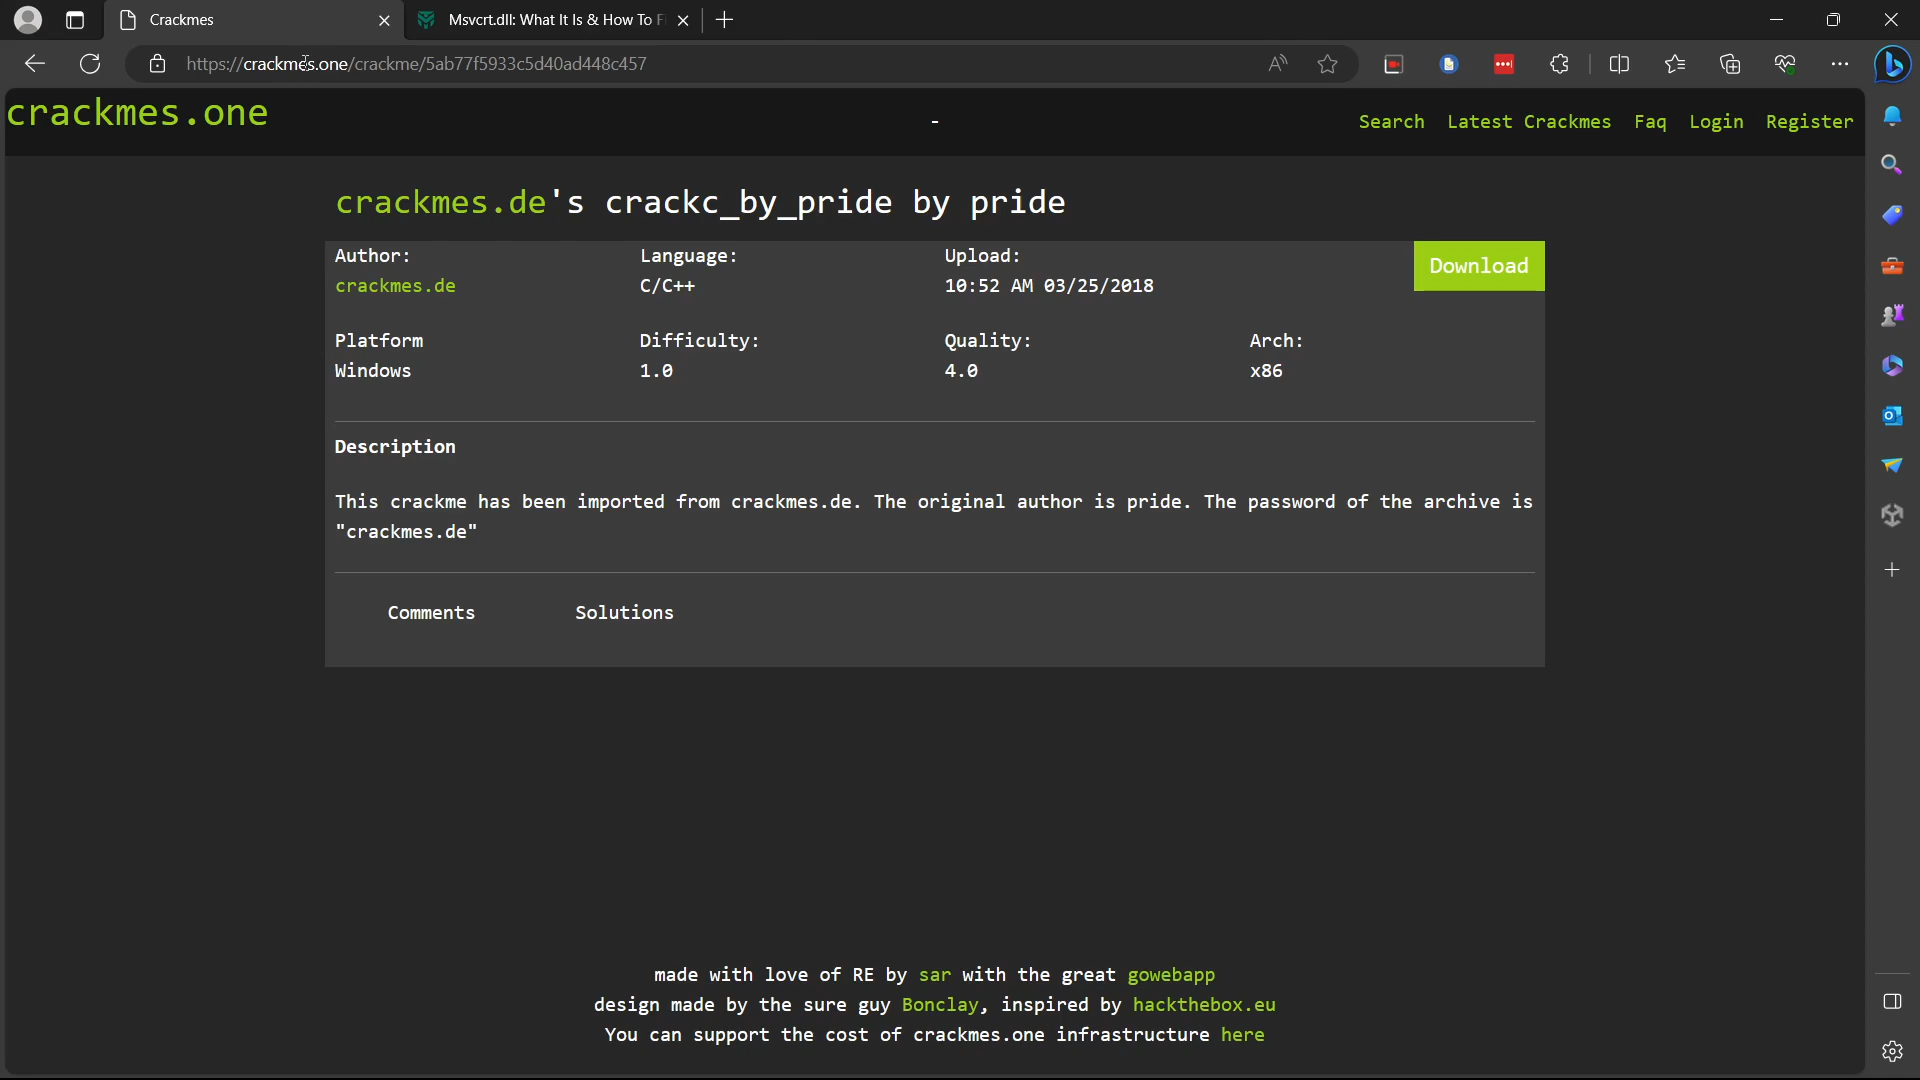 Crackmes
Msvcrt.dll: What It Is & How To F
https://crackmes.one/crackme/5ab77f5933c5d40ad448c457
crackmes.one
-
Search Latest Crackmes Faq Login Register
crackmes.de's crackc_by_pride by pride
Author: Language: Upload:
Download
crackmes.de C/C++ 10:52 AM 03/25/2018
Platform Difficulty: Quality: Arch:
Windows 1.0 4.0 x86
Description
This crackme has been imported from crackmes.de. The original author is pride. The password of the archive is
"crackmes.de"
Comments Solutions
made with love of RE by sar with the great gowebapp
design made by the sure guy Bonclay, inspired by hackthebox.eu
You can support the cost of crackmes.one infrastructure here